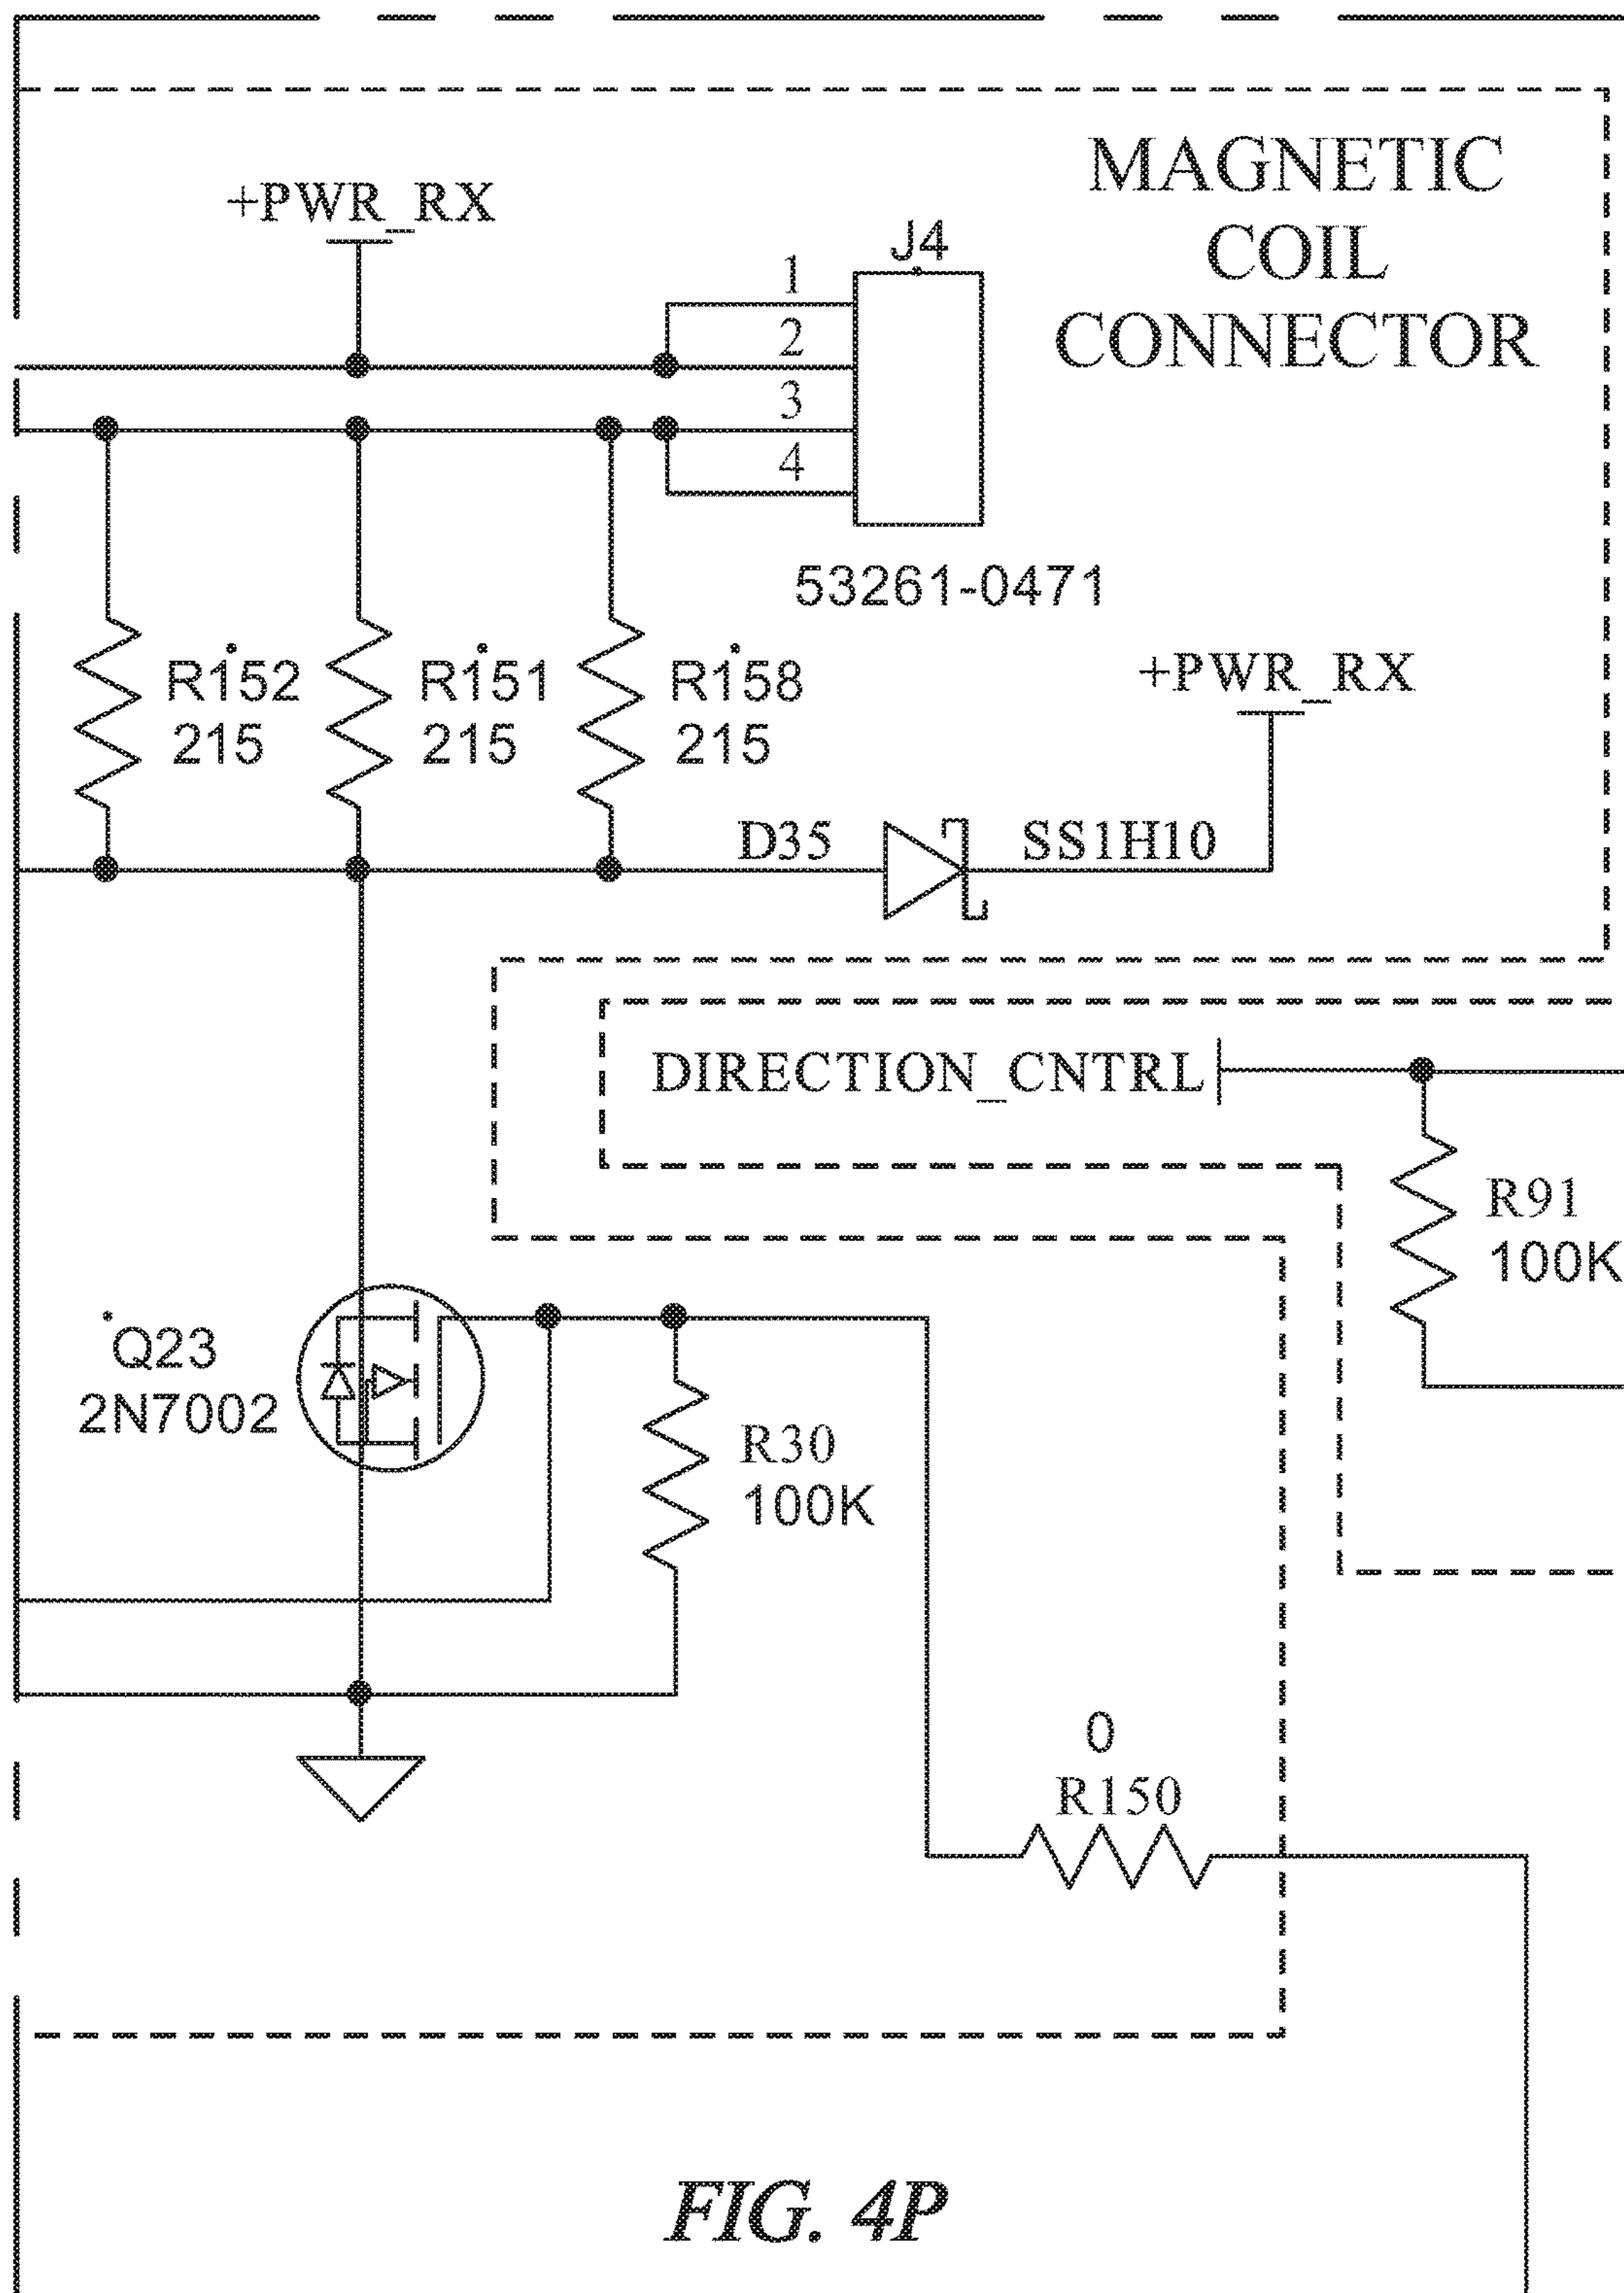 MAGNETIC
COIL
CONNECTOR
+PWR_RX
J4
1
2
3
4
53261-0471
R152
215
R151
215
R158
215
+PWR_RX
D35
SS1H10
DIRECTION_CNTRL
R91
100K
Q23
2N7002
R30
100K
0
R150
FIG. 4P